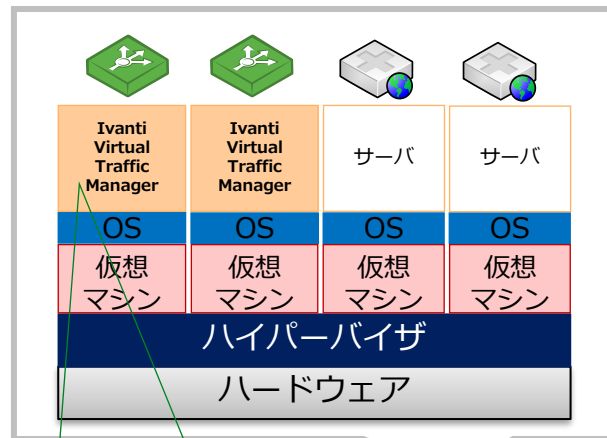 Ivanti
Virtual
Traffic
Manager
Ivanti
Virtual
Traffic
Manager
サーバ
サーバ
OS
OS
OS
OS
仮想
マシン
仮想
マシン
仮想
マシン
仮想
マシン
ハイパーバイザ
ハードウェア